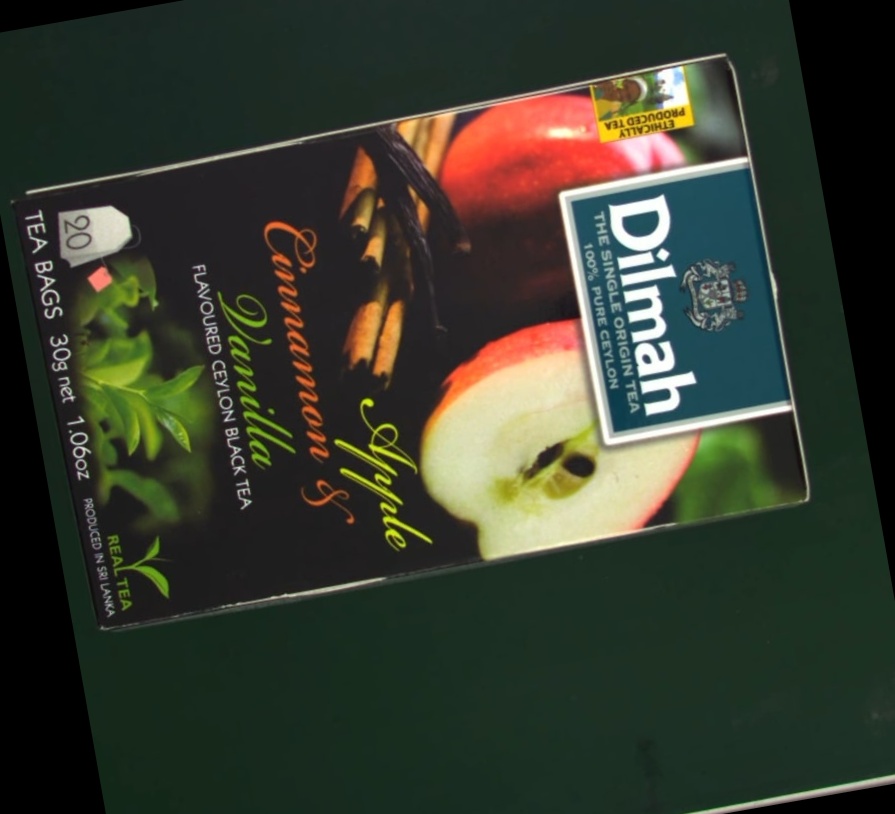 ETHICALLY
PRODUCED TEA
Dilmah
THE SINGLE ORIGIN TEA
100% PURE CEYLON
Apple
Cinnamon &
Vanilla
FLAVOURED CEYLON BLACK TEA
20
TEA BAGS 30g net 1.06oz
REAL TEA
PRODUCED IN SRI LANKA